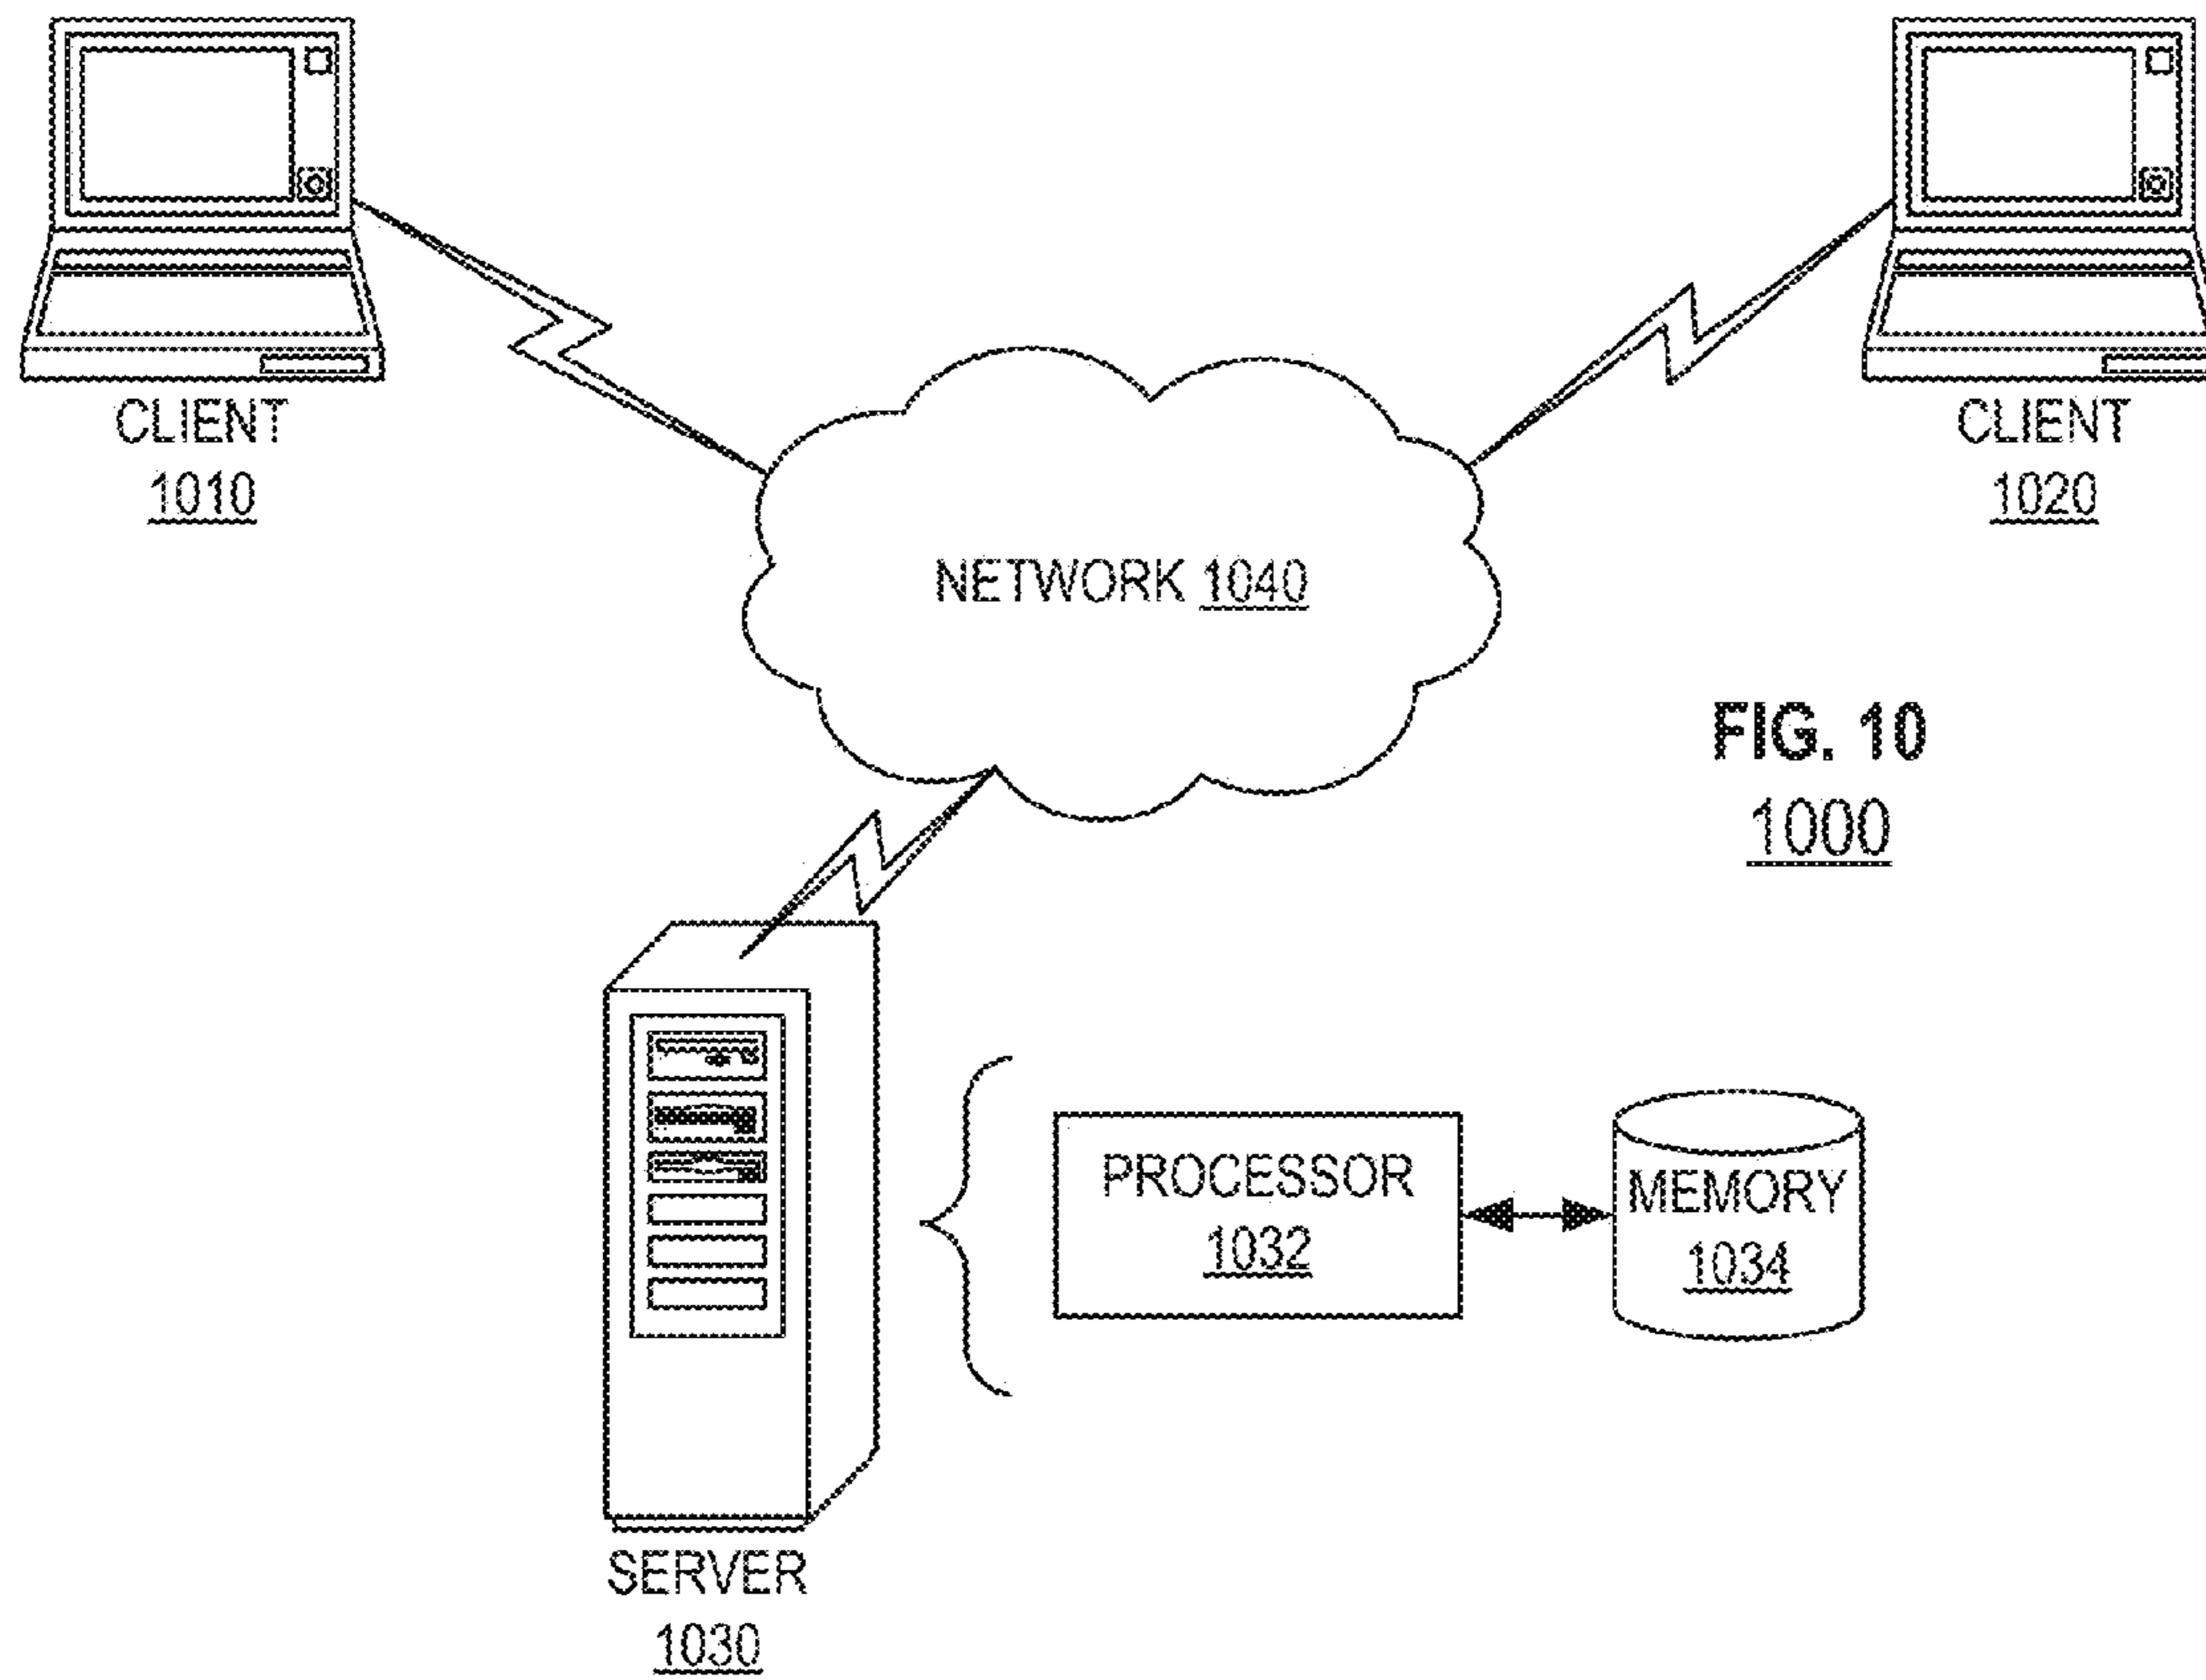 CLIENT
1010
CLIENT
1020
NETWORK 1040
FIG. 10
1000
PROCESSOR
1032
MEMORY
1034
SERVER
1030